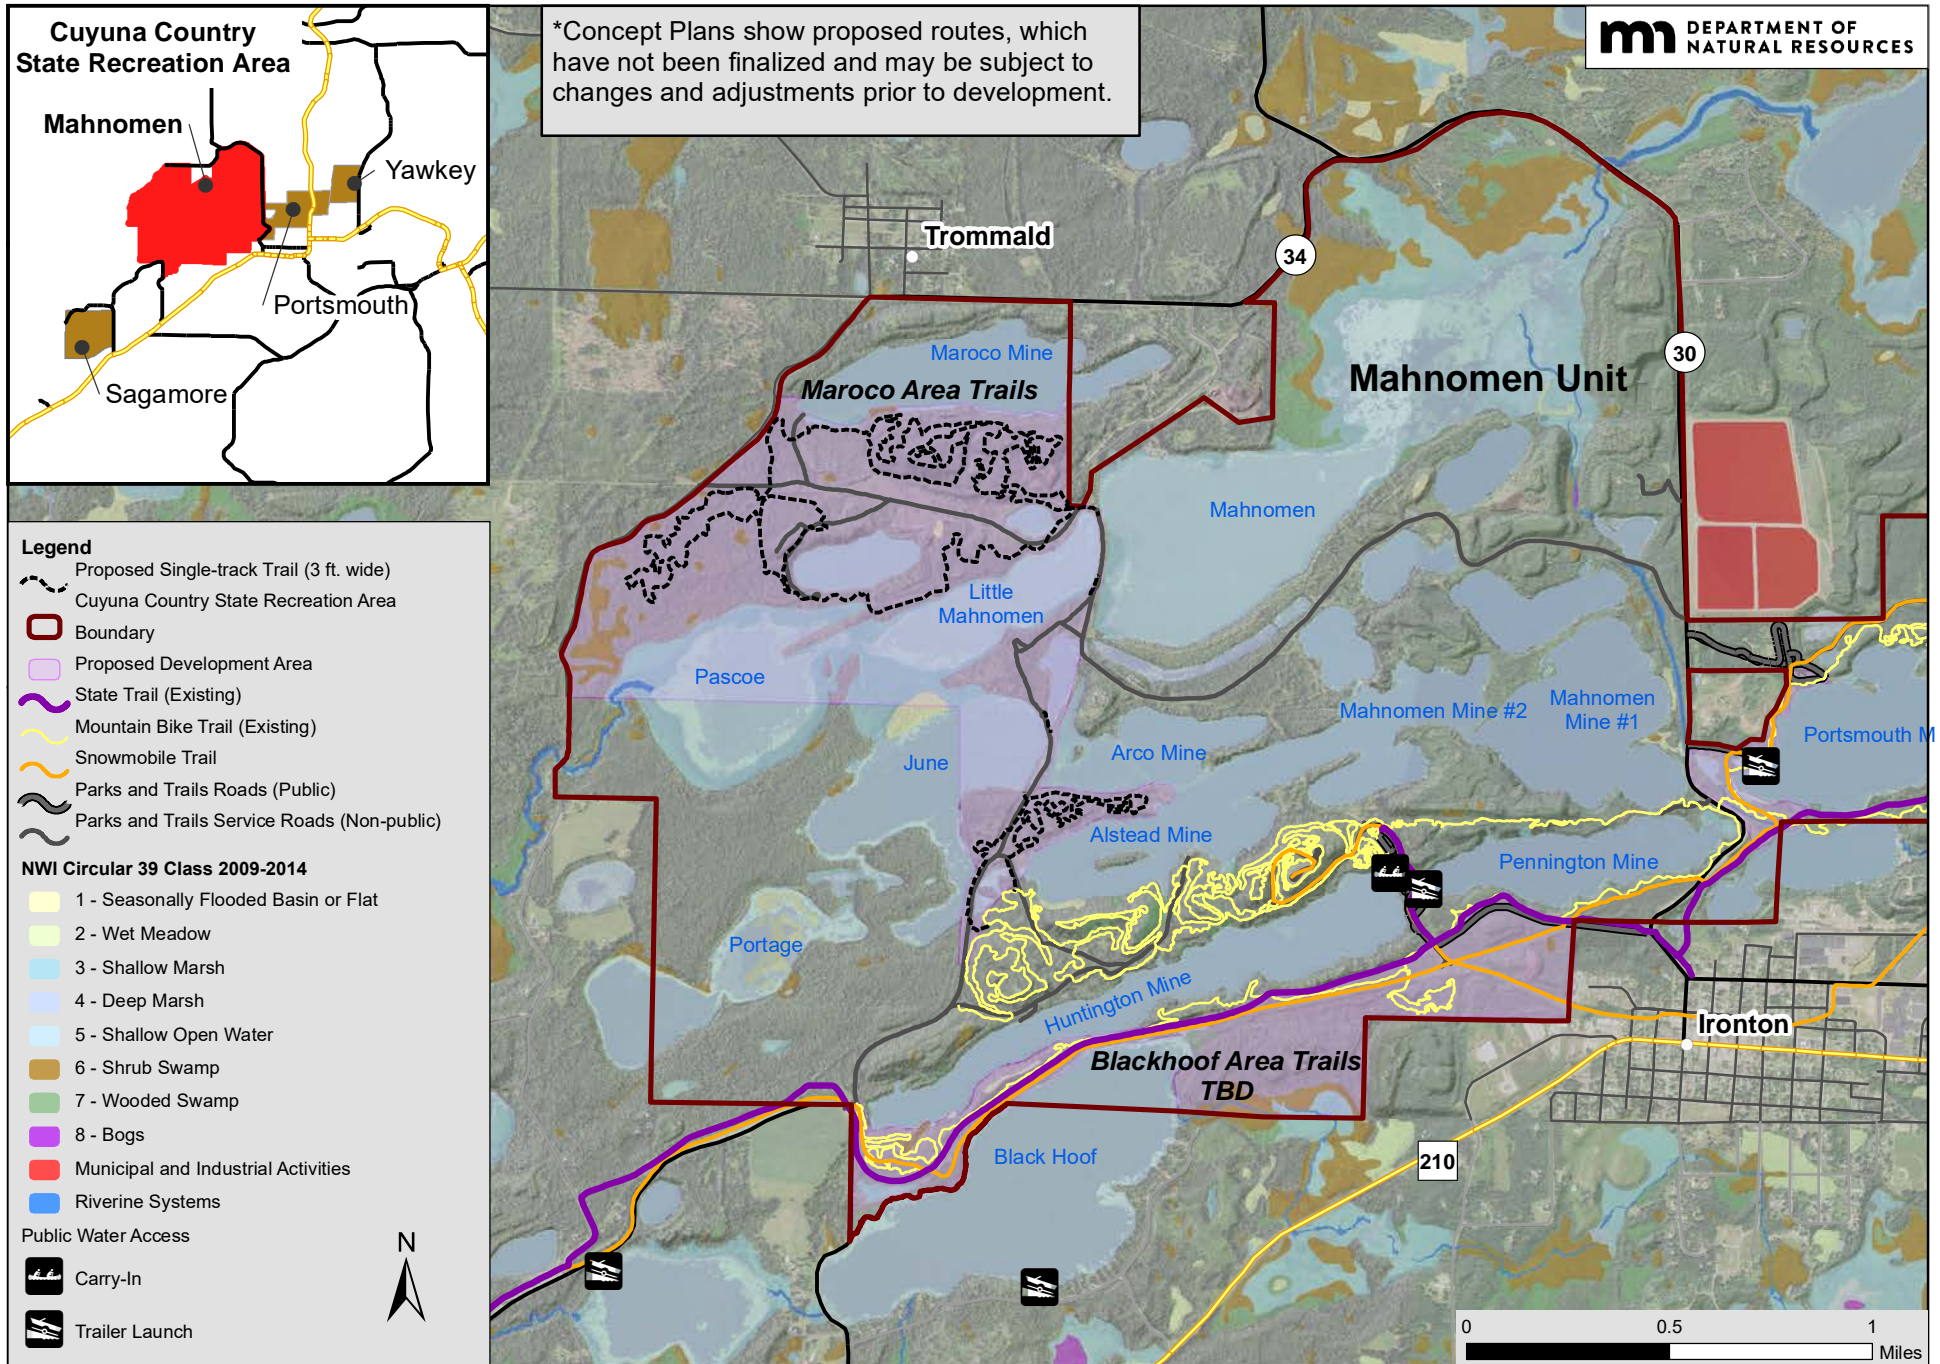 Cuyuna Country
State Recreation Area
Mahnomen
Yawkey
Portsmouth
Sagamore
*Concept Plans show proposed routes, which
have not been finalized and may be subject to
changes and adjustments prior to development.
DEPARTMENT OF
NATURAL RESOURCES
Trommald
34
30
Maroco Mine
Maroco Area Trails
Mahnomen Unit
Mahnomen
Little
Mahnomen
Pascoe
June
Arco Mine
Mahnomen Mine #2
Mahnomen
Mine #1
Portsmouth M
Alstead Mine
Pennington Mine
Portage
Huntington Mine
Ironton
Blackhoof Area Trails
TBD
Black Hoof
210
Legend
Proposed Single-track Trail (3 ft. wide)
Cuyuna Country State Recreation Area
Boundary
Proposed Development Area
State Trail (Existing)
Mountain Bike Trail (Existing)
Snowmobile Trail
Parks and Trails Roads (Public)
Parks and Trails Service Roads (Non-public)
NWI Circular 39 Class 2009-2014
1 - Seasonally Flooded Basin or Flat
2 - Wet Meadow
3 - Shallow Marsh
4 - Deep Marsh
5 - Shallow Open Water
6 - Shrub Swamp
7 - Wooded Swamp
8 - Bogs
Municipal and Industrial Activities
Riverine Systems
Public Water Access
Carry-In
Trailer Launch
N
0 0.5 1
Miles